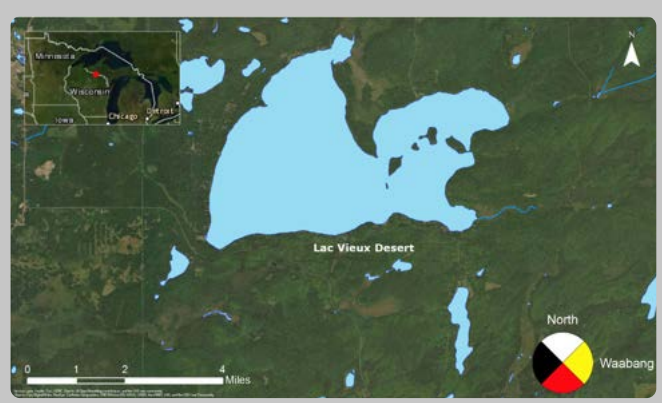 N
Minnesota
Wisconsin
Detroit
Chicago
Iowa
Lac Vieux Desert
North
Waabang
0 1 2 4
Miles